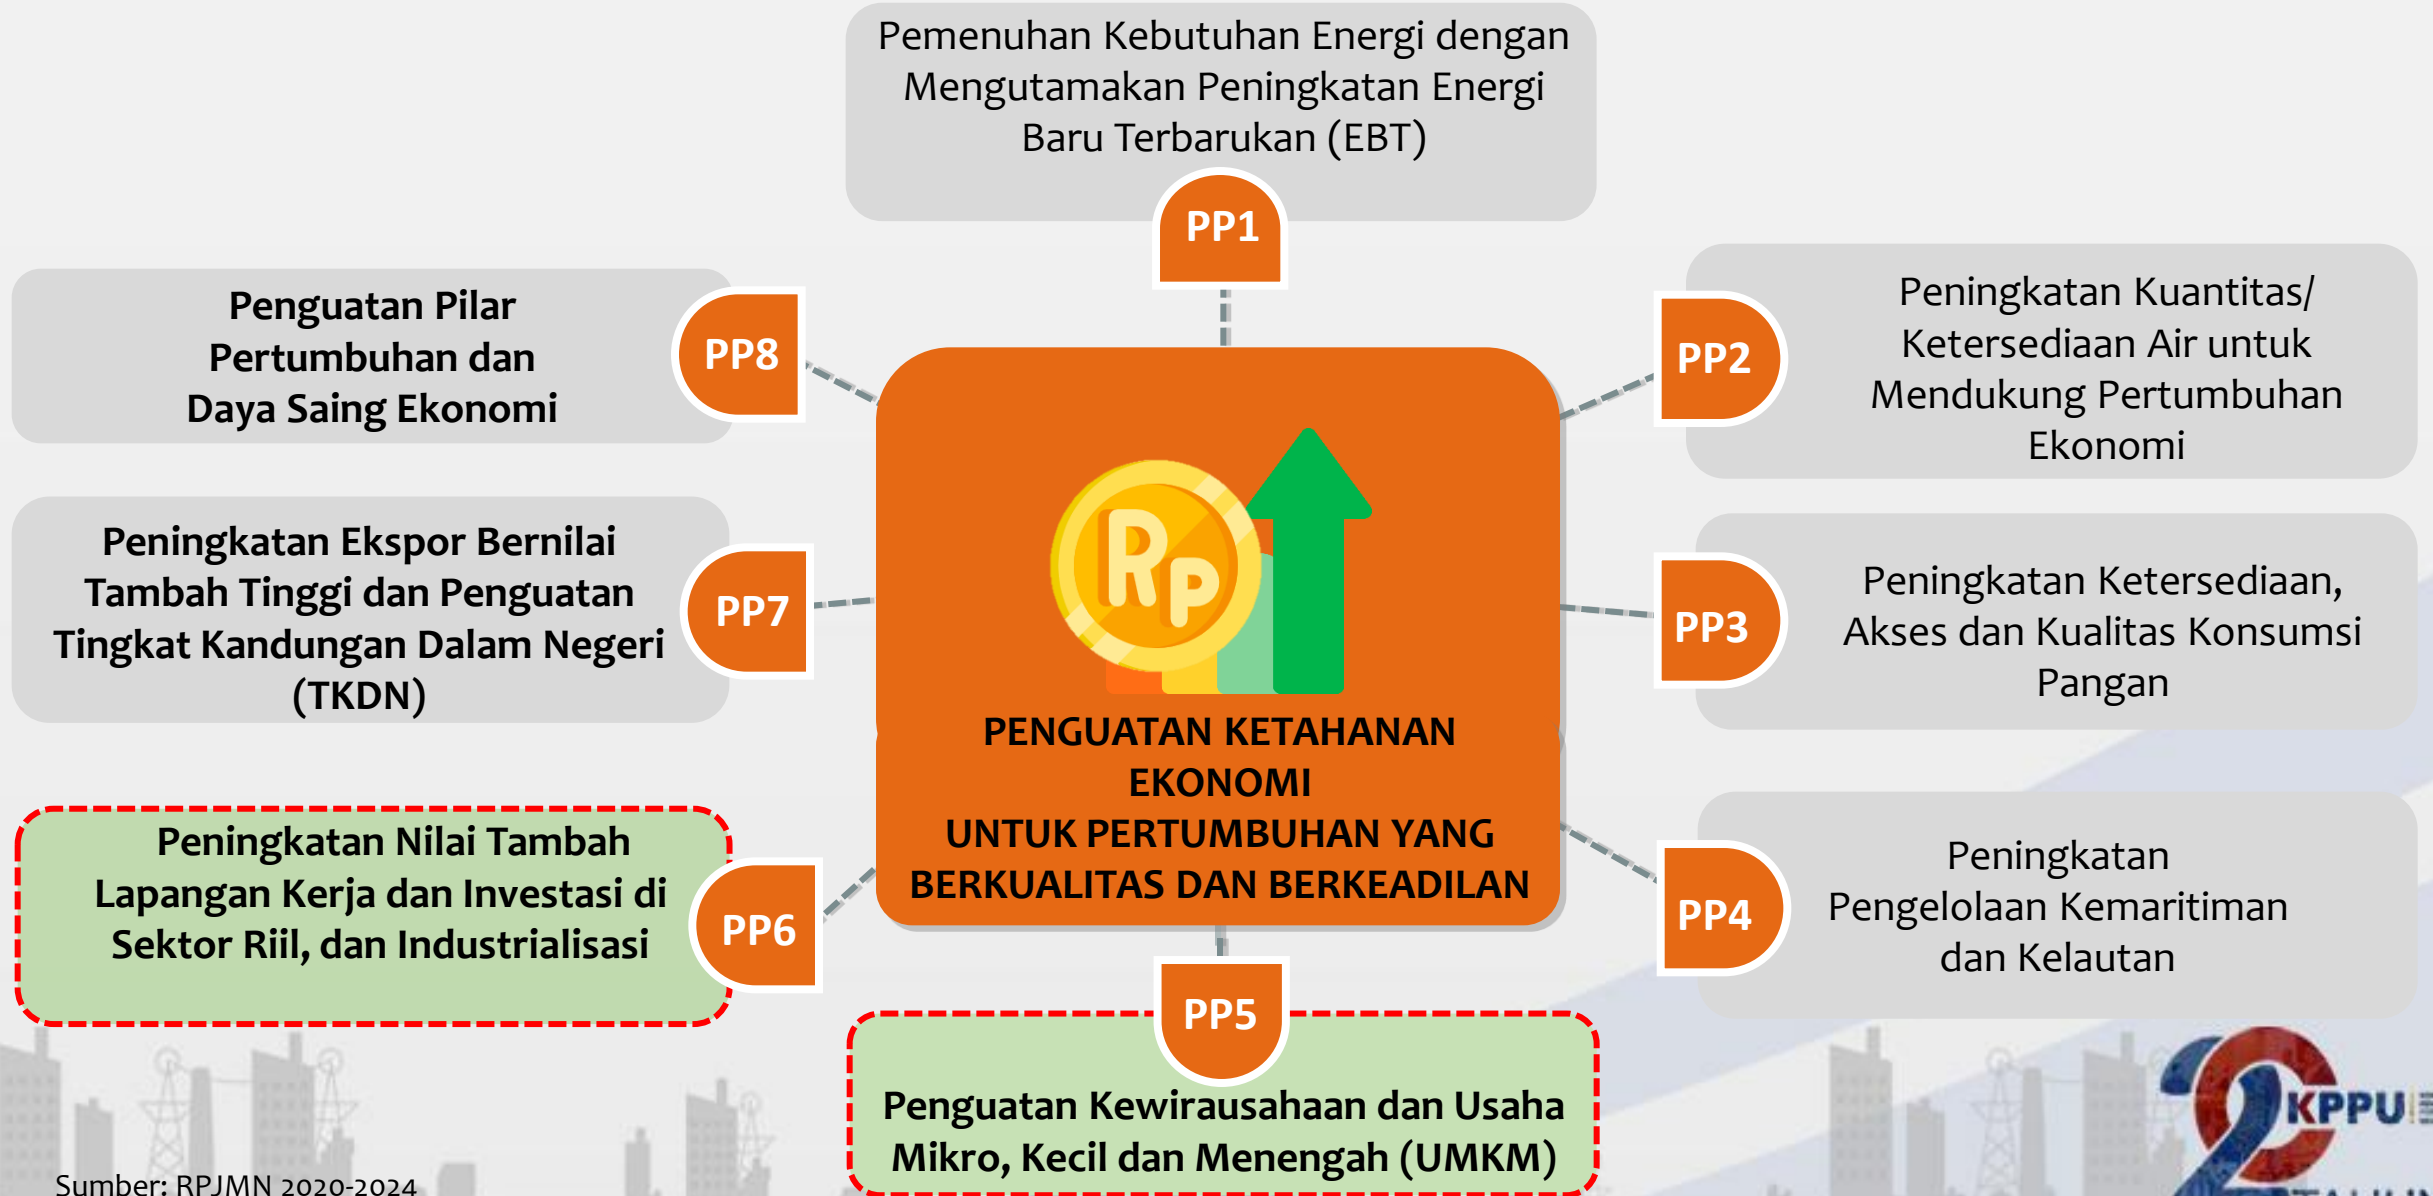 Pemenuhan Kebutuhan Energi dengan
Mengutamakan Peningkatan Energi
Baru Terbarukan (EBT)
PP1
Peningkatan Kuantitas/
Ketersediaan Air untuk
Mendukung Pertumbuhan
Ekonomi
PP2
Peningkatan Ketersediaan,
Akses dan Kualitas Konsumsi
Pangan
PP3
Peningkatan
Pengelolaan Kemaritiman
dan Kelautan
PP4
PP5
Penguatan Kewirausahaan dan Usaha
Mikro, Kecil dan Menengah (UMKM)
Peningkatan Nilai Tambah
Lapangan Kerja dan Investasi di
Sektor Riil, dan Industrialisasi
PP6
Peningkatan Ekspor Bernilai
Tambah Tinggi dan Penguatan
Tingkat Kandungan Dalam Negeri
(TKDN)
PP7
Penguatan Pilar
Pertumbuhan dan
Daya Saing Ekonomi
PP8
Rp
PENGUATAN KETAHANAN
EKONOMI
UNTUK PERTUMBUHAN YANG
BERKUALITAS DAN BERKEADILAN
Sumber: RPJMN 2020-2024
20
KPPU